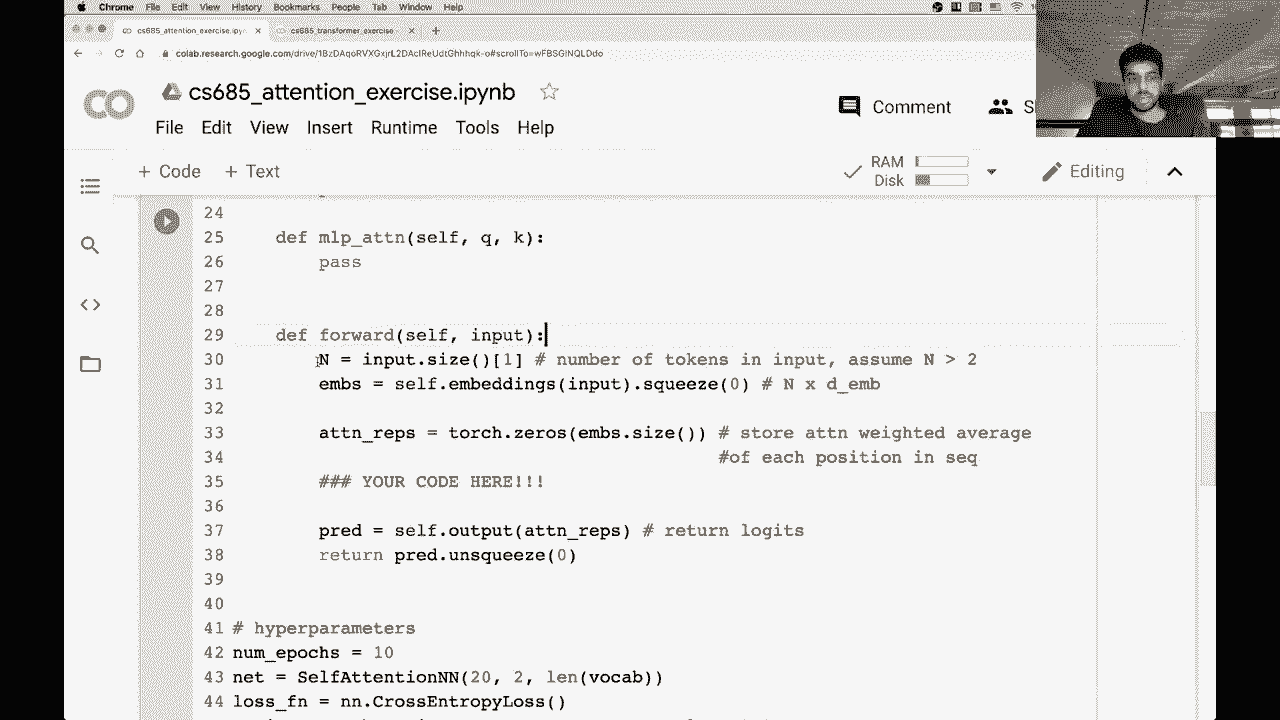 Chrome File Edit View History Bookmarks People Tab Window Help
cs685_attention_exercise.ipyn
cs685_transformer_exercise
colab.research.google.com/drive/1BzDAqoRVXGxjrL2DAcIReUdtGhhhqk-o#scrollTo=wFBSGINQLDdo
CO cs685_attention_exercise.ipynb
Comment
File Edit View Insert Runtime Tools Help
+ Code + Text
RAM
Disk
Editing
24
25 def mlp_attn(self, q, k):
26 pass
27
28
29 def forward(self, input):
30 N = input.size()[1] # number of tokens in input, assume N > 2
31 embs = self.embeddings(input).squeeze(0) # N x d_emb
32
33 attn_reps = torch.zeros(embs.size()) # store attn weighted average
34 #of each position in seq
35 ### YOUR CODE HERE!!!
36
37 pred = self.output(attn_reps) # return logits
38 return pred.unsqueeze(0)
39
40
41 # hyperparameters
42 num_epochs = 10
43 net = SelfAttentionNN(20, 2, len(vocab))
44 loss_fn = nn.CrossEntropyLoss()